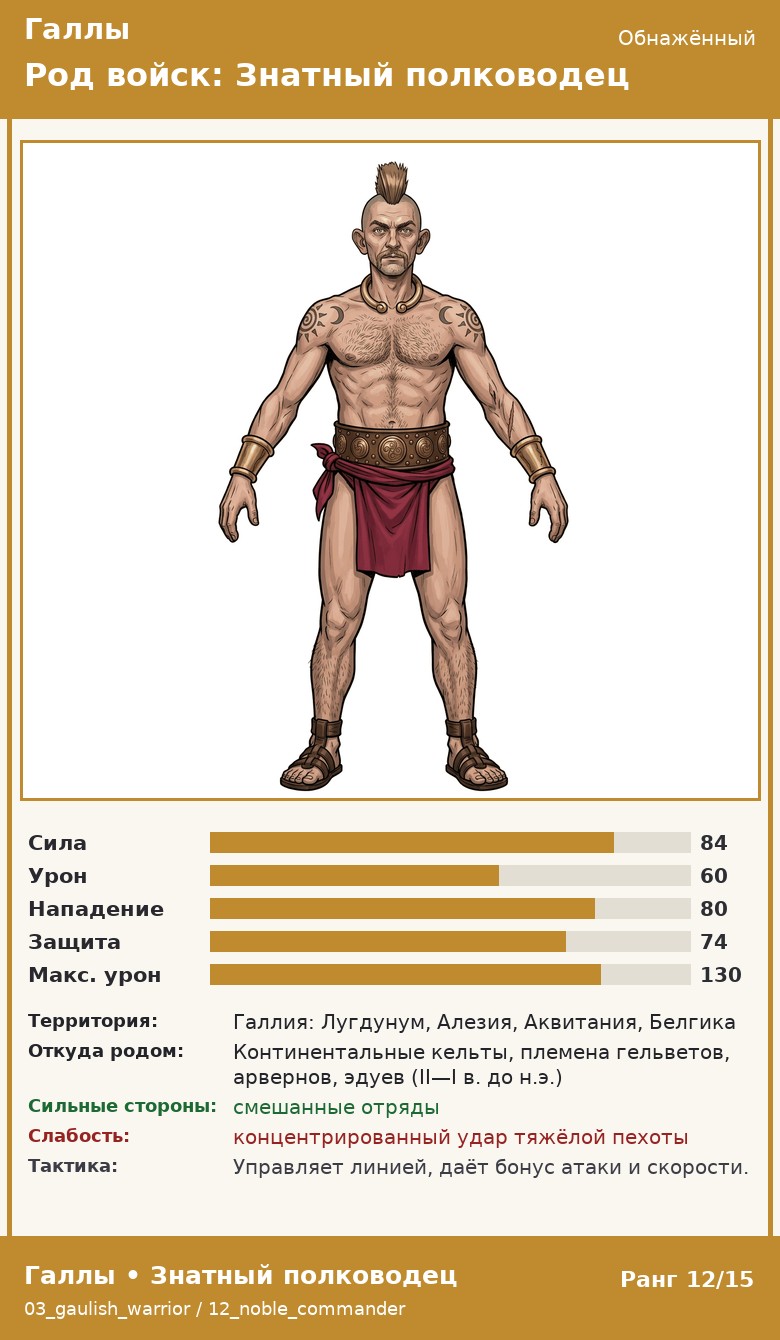 Галлы
Обнажённый
Род войск: Знатный полководец
Сила 84
Урон 60
Нападение 80
Защита 74
Макс. урон 130
Территория: Галлия: Лугдунум, Алезия, Аквитания, Белгика
Откуда родом: Континентальные кельты, племена гельветов,
арвернов, эдуев (II—I в. до н.э.)
Сильные стороны: смешанные отряды
Слабость: концентрированный удар тяжёлой пехоты
Тактика: Управляет линией, даёт бонус атаки и скорости.
Галлы • Знатный полководец
Ранг 12/15
03_gaulish_warrior / 12_noble_commander